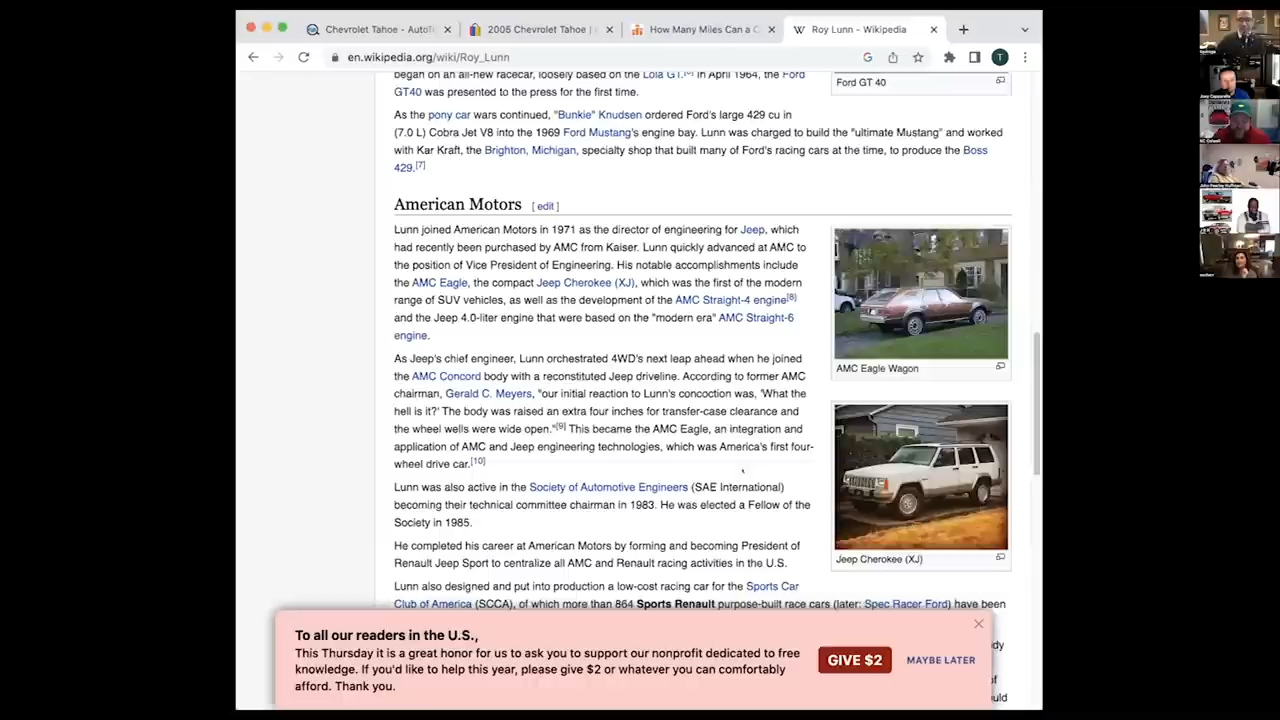 Chevrolet Tahoe - AutoTe
2005 Chevrolet Tahoe |
How Many Miles Can a C
Roy Lunn - Wikipedia
en.wikipedia.org/wiki/Roy_Lunn
T
began on an all-new racecar, loosely based on the Lola GT. In April 1964, the Ford
GT40 was presented to the press for the first time.
Ford GT 40
As the pony car wars continued, "Bunkie" Knudsen ordered Ford's large 429 cu in
(7.0 L) Cobra Jet V8 into the 1969 Ford Mustang's engine bay. Lunn was charged to build the "ultimate Mustang" and worked
with Kar Kraft, the Brighton, Michigan, specialty shop that built many of Ford's racing cars at the time, to produce the Boss
429.[7]
American Motors [ edit ]
Lunn joined American Motors in 1971 as the director of engineering for Jeep, which
had recently been purchased by AMC from Kaiser. Lunn quickly advanced at AMC to
the position of Vice President of Engineering. His notable accomplishments include
the AMC Eagle, the compact Jeep Cherokee (XJ), which was the first of the modern
range of SUV vehicles, as well as the development of the AMC Straight-4 engine[8]
and the Jeep 4.0-liter engine that were based on the "modern era" AMC Straight-6
engine.
AMC Eagle Wagon
As Jeep's chief engineer, Lunn orchestrated 4WD's next leap ahead when he joined
the AMC Concord body with a reconstituted Jeep driveline. According to former AMC
chairman, Gerald C. Meyers, "our initial reaction to Lunn's concoction was, 'What the
hell is it?' The body was raised an extra four inches for transfer-case clearance and
the wheel wells were wide open."[9] This became the AMC Eagle, an integration and
application of AMC and Jeep engineering technologies, which was America's first four-
wheel drive car.[10]
Jeep Cherokee (XJ)
Lunn was also active in the Society of Automotive Engineers (SAE International)
becoming their technical committee chairman in 1983. He was elected a Fellow of the
Society in 1985.
He completed his career at American Motors by forming and becoming President of
Renault Jeep Sport to centralize all AMC and Renault racing activities in the U.S.
Lunn also designed and put into production a low-cost racing car for the Sports Car
Club of America (SCCA), of which more than 864 Sports Renault purpose-built race cars (later: Spec Racer Ford) have been
To all our readers in the U.S.,
This Thursday it is a great honor for us to ask you to support our nonprofit dedicated to free
knowledge. If you'd like to help this year, please give $2 or whatever you can comfortably
afford. Thank you.
GIVE $2
MAYBE LATER